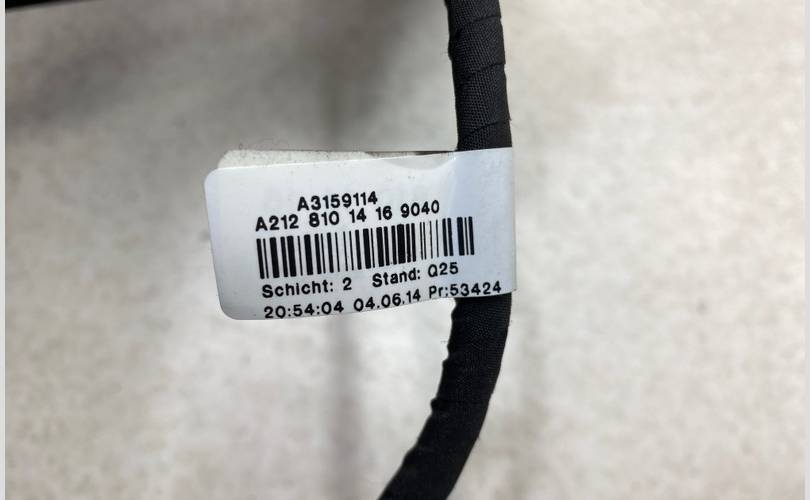 A3159114
A212 810 14 16 9040
Schicht: 2 Stand: Q25
20:54:04 04.06.14 Pr:53424